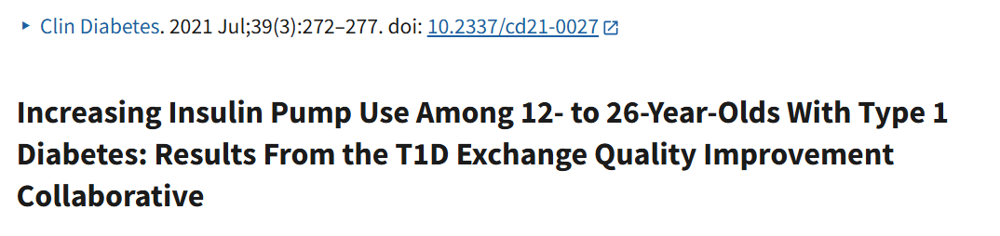 Clin Diabetes. 2021 Jul;39(3):272–277. doi: 10.2337/cd21-0027
Increasing Insulin Pump Use Among 12- to 26-Year-Olds With Type 1
Diabetes: Results From the T1D Exchange Quality Improvement
Collaborative